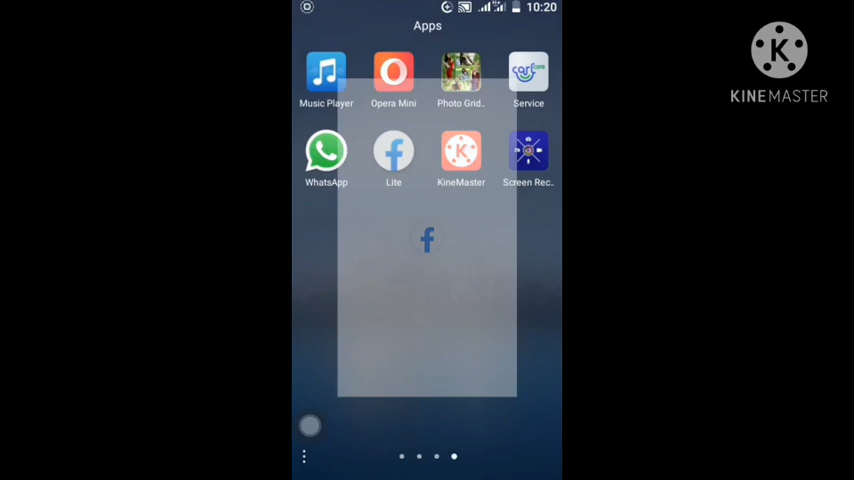 10:20
Apps
KINEMASTER
Music Player
Opera Mini
Photo Grid..
Service
WhatsApp
Lite
KineMaster
Screen Rec..